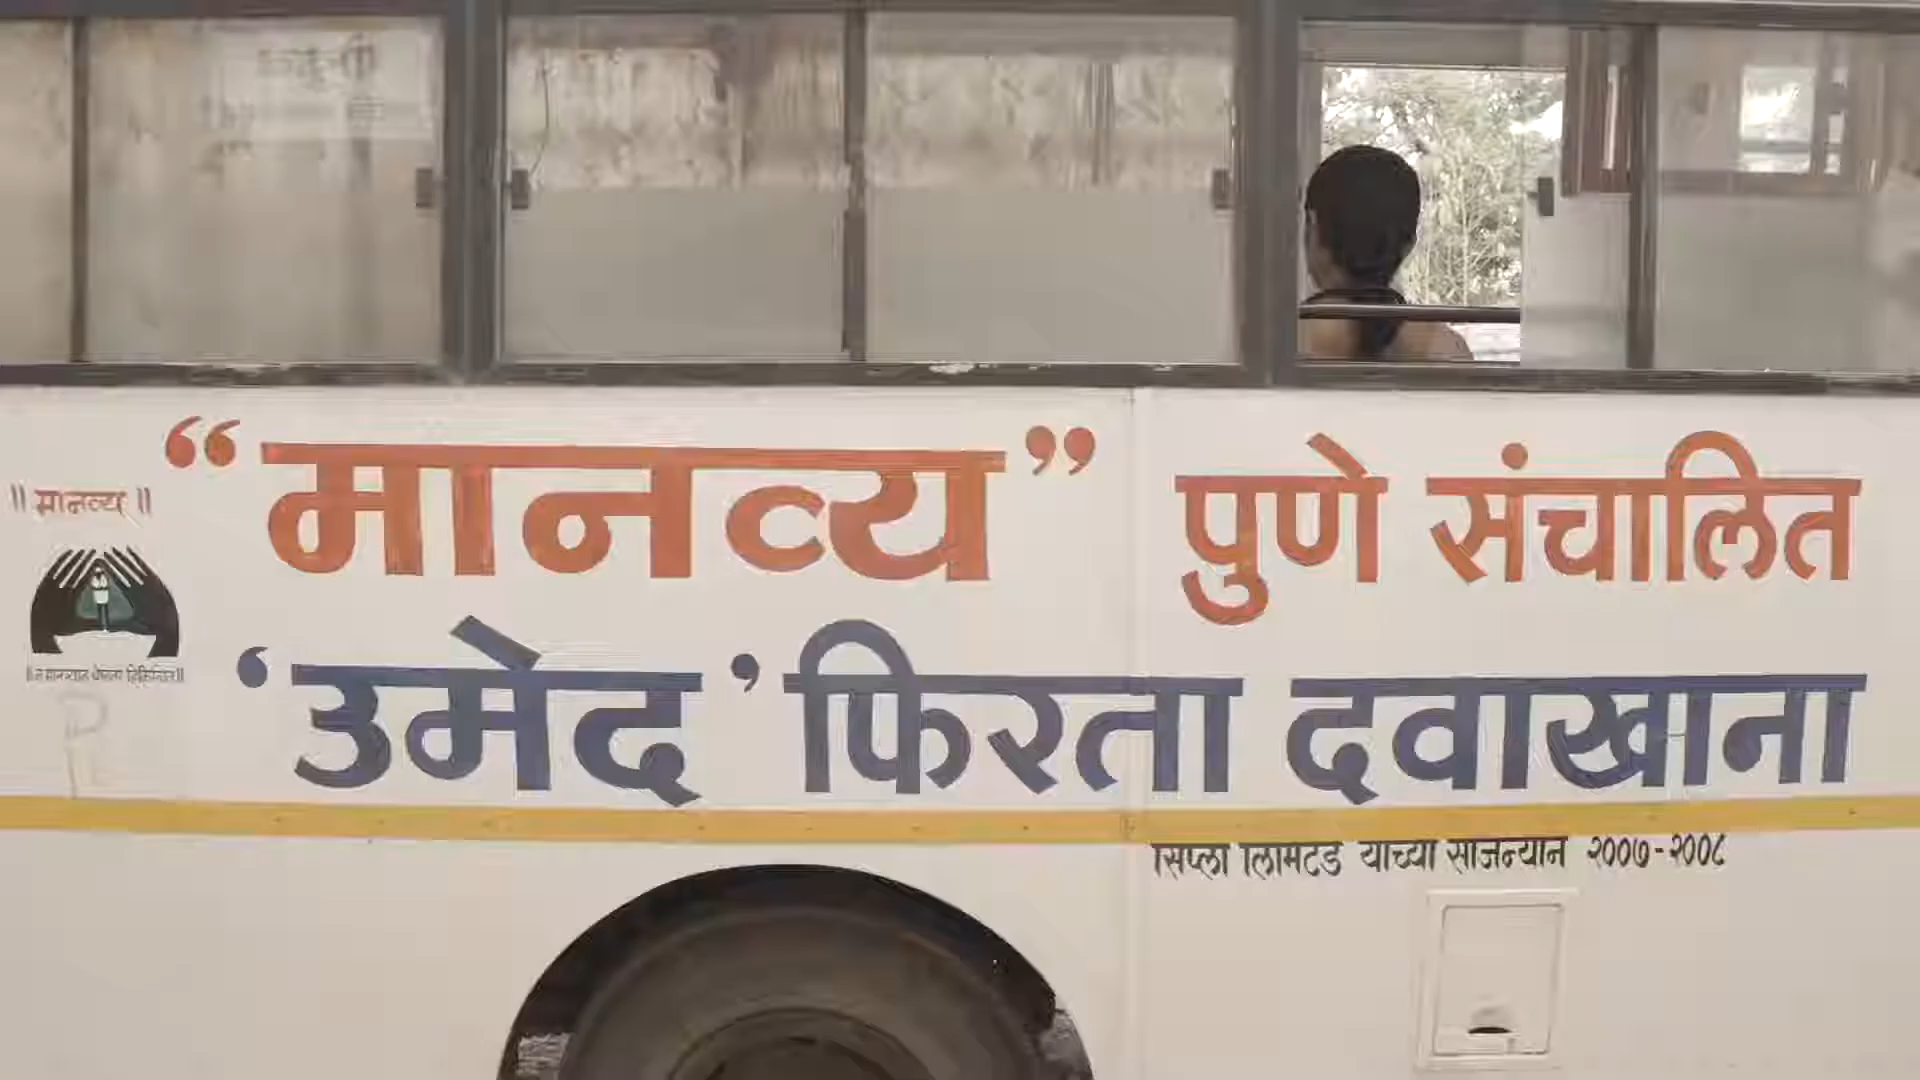 “मानव्य” पुणे संचालित
॥ मानव्य ॥
‘उमेद’ फिरता दवाखाना
सिप्ला लिमिटेड यांच्या सौजन्याने २००७-२००८